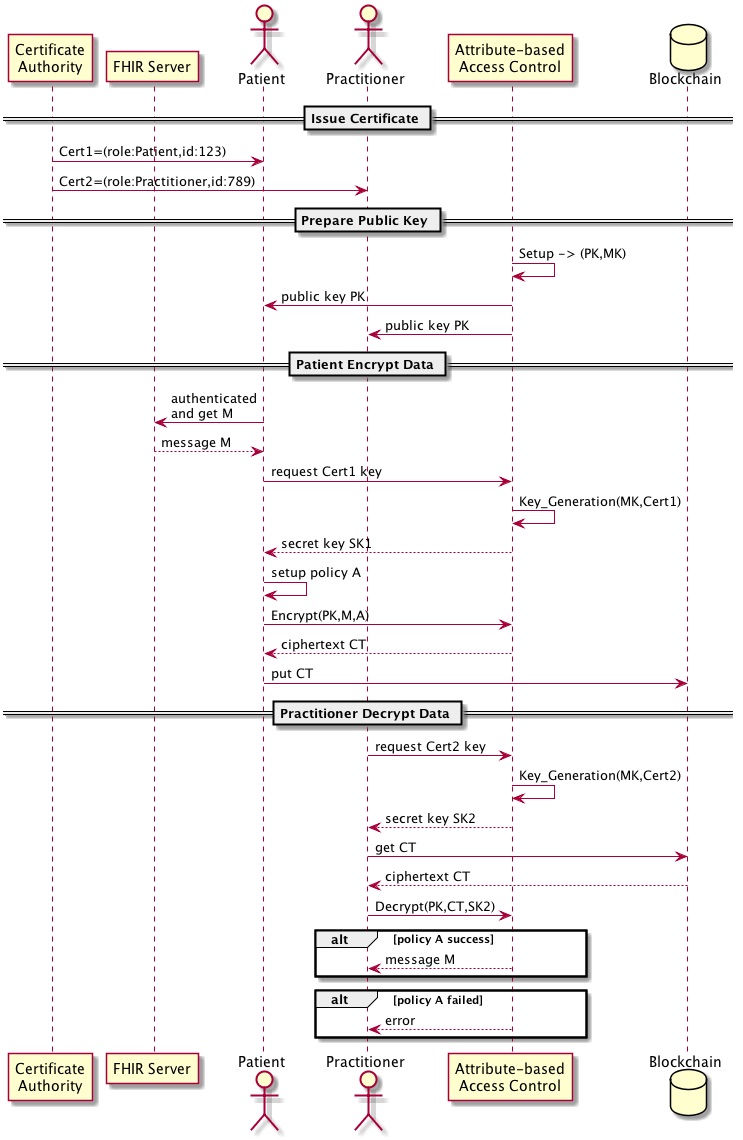 Certificate
Authority
FHIR Server
Patient
Practitioner
Attribute-based
Access Control
Blockchain
Issue Certificate
Cert1=(role:Patient,id:123)
Cert2=(role:Practitioner,id:789)
Prepare Public Key
Setup -> (PK,MK)
public key PK
public key PK
Patient Encrypt Data
authenticated
and get M
message M
request Cert1 key
Key_Generation(MK,Cert1)
secret key SK1
setup policy A
Encrypt(PK,M,A)
ciphertext CT
put CT
Practitioner Decrypt Data
request Cert2 key
Key_Generation(MK,Cert2)
secret key SK2
get CT
ciphertext CT
Decrypt(PK,CT,SK2)
alt [policy A success]
message M
alt [policy A failed]
error
Certificate
Authority
FHIR Server
Patient
Practitioner
Attribute-based
Access Control
Blockchain